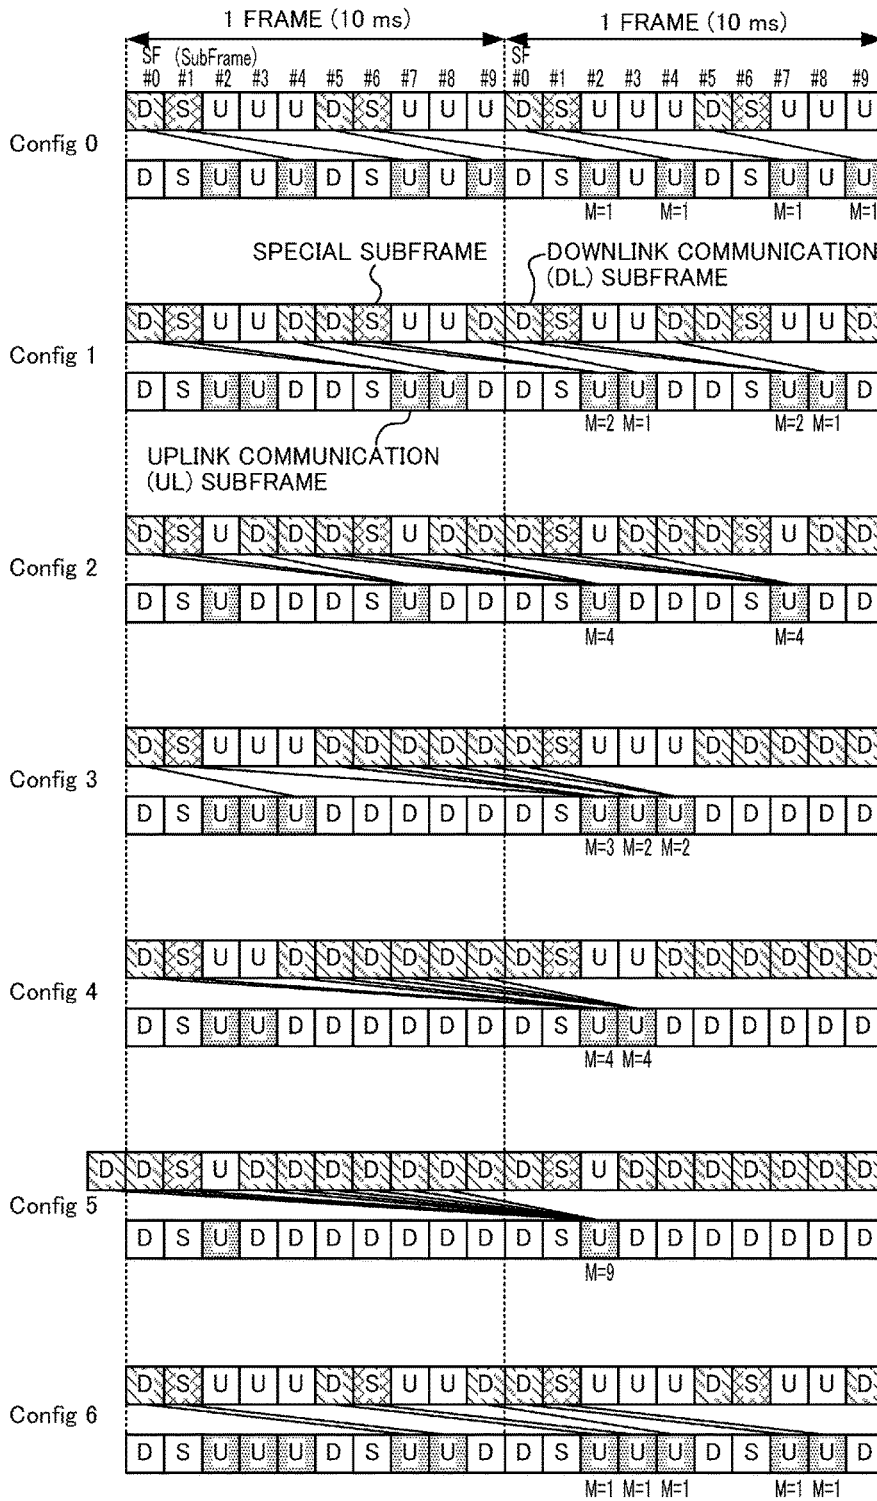 1 FRAME (10 ms) 1 FRAME (10 ms)
SF (SubFrame) SF
#0 #1 #2 #3 #4 #5 #6 #7 #8 #9 #0 #1 #2 #3 #4 #5 #6 #7 #8 #9
D S U U U D S U U U D S U U U D S U U U
Config 0
D S U U U D S U U U D S U U U D S U U U
M=1 M=1 M=1 M=1
SPECIAL SUBFRAME DOWNLINK COMMUNICATION
(DL) SUBFRAME
D S U U D D S U U D D S U U D D S U U D
Config 1
D S U U D D S U U D D S U U D D S U U D
M=2 M=1 M=2 M=1
UPLINK COMMUNICATION
(UL) SUBFRAME
D S U D D D S U D D D S U D D D S U D D
Config 2
D S U D D D S U D D D S U D D D S U D D
M=4 M=4
D S U U U D D D D D D S U U U D D D D D
Config 3
D S U U U D D D D D D S U U U D D D D D
M=3 M=2 M=2
D S U U D D D D D D D S U U D D D D D D
Config 4
D S U U D D D D D D D S U U D D D D D D
M=4 M=4
D D S U D D D D D D D D S U D D D D D D D
Config 5
D S U D D D D D D D D S U D D D D D D D
M=9
D S U U U D S U U D D S U U U D S U U D
Config 6
D S U U U D S U U D D S U U U D S U U D
M=1 M=1 M=1 M=1 M=1